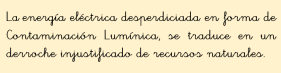 La energía eléctrica desperdiciada en forma de
Contaminación Lumínica, se traduce en un
derroche injustificado de recursos naturales.